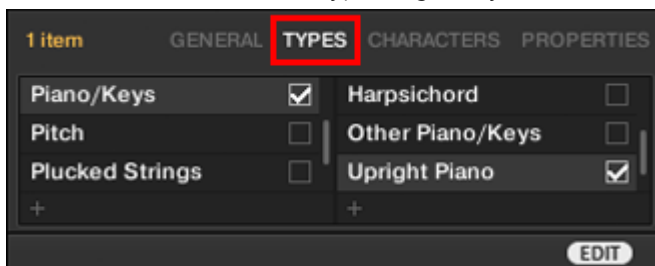 1 item GENERAL TYPES CHARACTERS PROPERTIES
Piano/Keys Harpsichord
Pitch Other Piano/Keys
Plucked Strings Upright Piano
+ +
EDIT